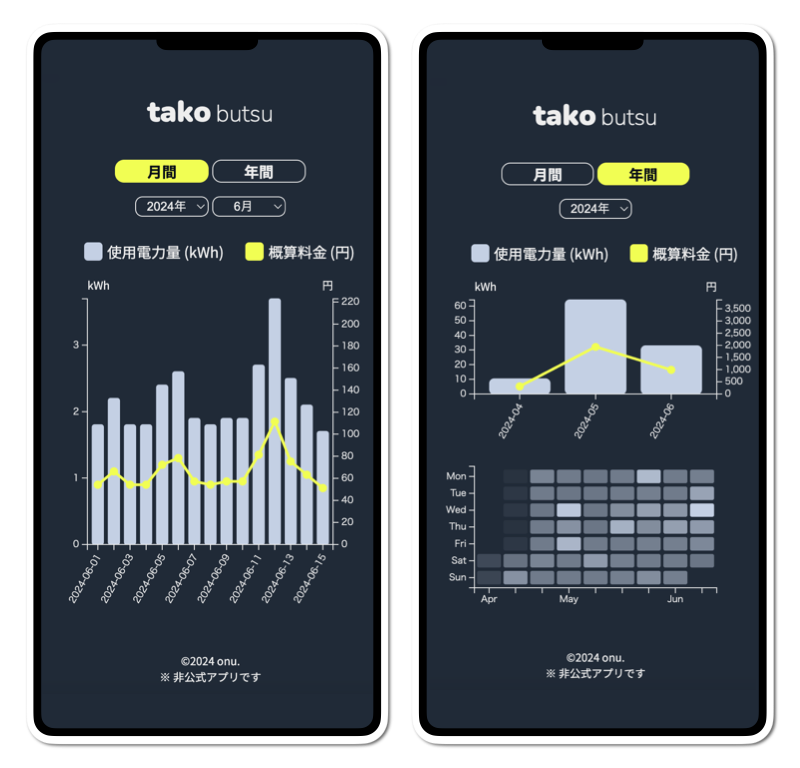 tako butsu
月間 年間
2024年 6月
使用電力量 (kWh) 概算料金 (円)
kWh 円
220
200
3 180
160
140
2 120
100
80
1 60
40
20
0 0
2024-06-01 2024-06-03 2024-06-05 2024-06-07 2024-06-09 2024-06-11 2024-06-13 2024-06-15
©2024 onu.
※ 非公式アプリです
tako butsu
月間 年間
2024年
使用電力量 (kWh) 概算料金 (円)
kWh 円
60 3,500
50 3,000
40 2,500
30 2,000
20 1,500
10 1,000
0 500
0
2024-04 2024-05 2024-06
Mon
Tue
Wed
Thu
Fri
Sat
Sun
Apr May Jun
©2024 onu.
※ 非公式アプリです